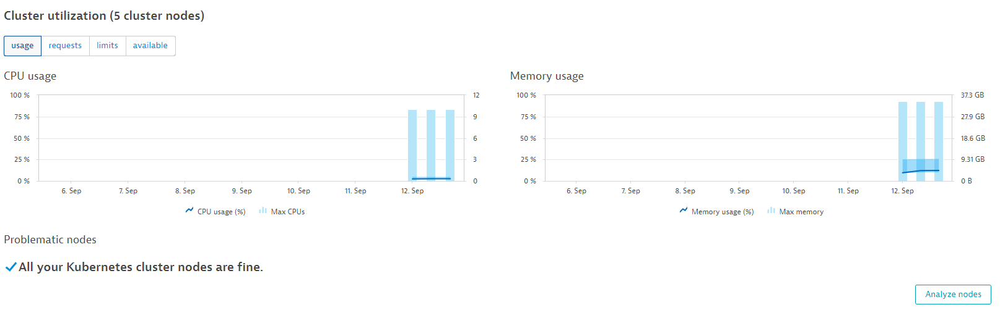 Cluster utilization (5 cluster nodes)
usage requests limits available
CPU usage
100 % 12
75 % 9
50 % 6
25 % 3
0 % 0
6. Sep 7. Sep 8. Sep 9. Sep 10. Sep 11. Sep 12. Sep
CPU usage (%) Max CPUs
Memory usage
100 % 37.3 GB
75 % 27.9 GB
50 % 18.6 GB
25 % 9.31 GB
0 % 0 B
6. Sep 7. Sep 8. Sep 9. Sep 10. Sep 11. Sep 12. Sep
Memory usage (%) Max memory
Problematic nodes
All your Kubernetes cluster nodes are fine.
Analyze nodes